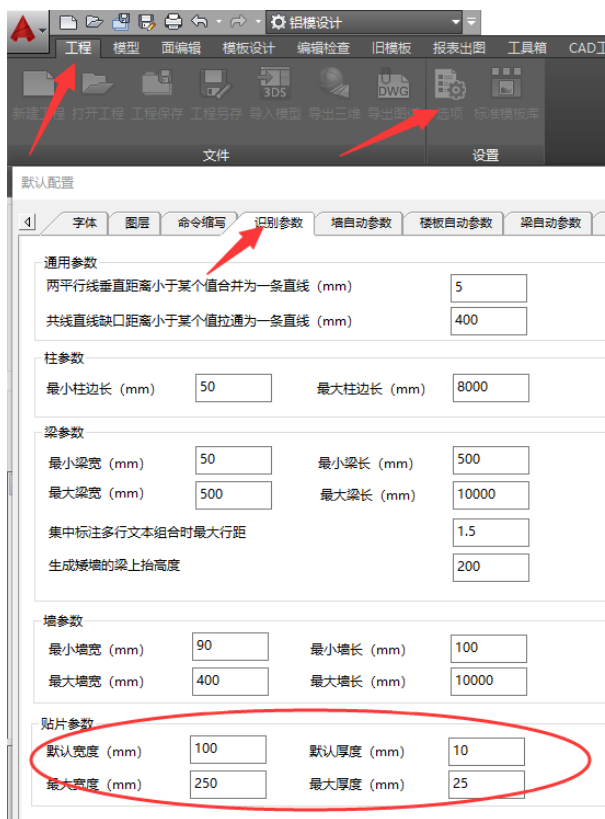 铝模设计
工程 模型 面编辑 模板设计 编辑检查 旧模板 报表出图 工具箱 CAD工
3DS DWG
新建工程 打开工程 工程保存 工程另存 导入模型 导出三维 导出图纸 选项 标准模板库
文件 设置
默认配置
字体 图层 命令缩写 识别参数 墙自动参数 楼板自动参数 梁自动参数
通用参数
两平行线垂直距离小于某个值合并为一条直线 (mm) 5
共线直线缺口距离小于某个值拉通为一条直线 (mm) 400
柱参数
最小柱边长 (mm) 50 最大柱边长 (mm) 8000
梁参数
最小梁宽 (mm) 50 最小梁长 (mm) 500
最大梁宽 (mm) 500 最大梁长 (mm) 10000
集中标注多行文本组合时最大行距 1.5
生成矮墙的梁上抬高度 200
墙参数
最小墙宽 (mm) 90 最小墙长 (mm) 100
最大墙宽 (mm) 400 最大墙长 (mm) 10000
贴片参数
默认宽度 (mm) 100 默认厚度 (mm) 10
最大宽度 (mm) 250 最大厚度 (mm) 25